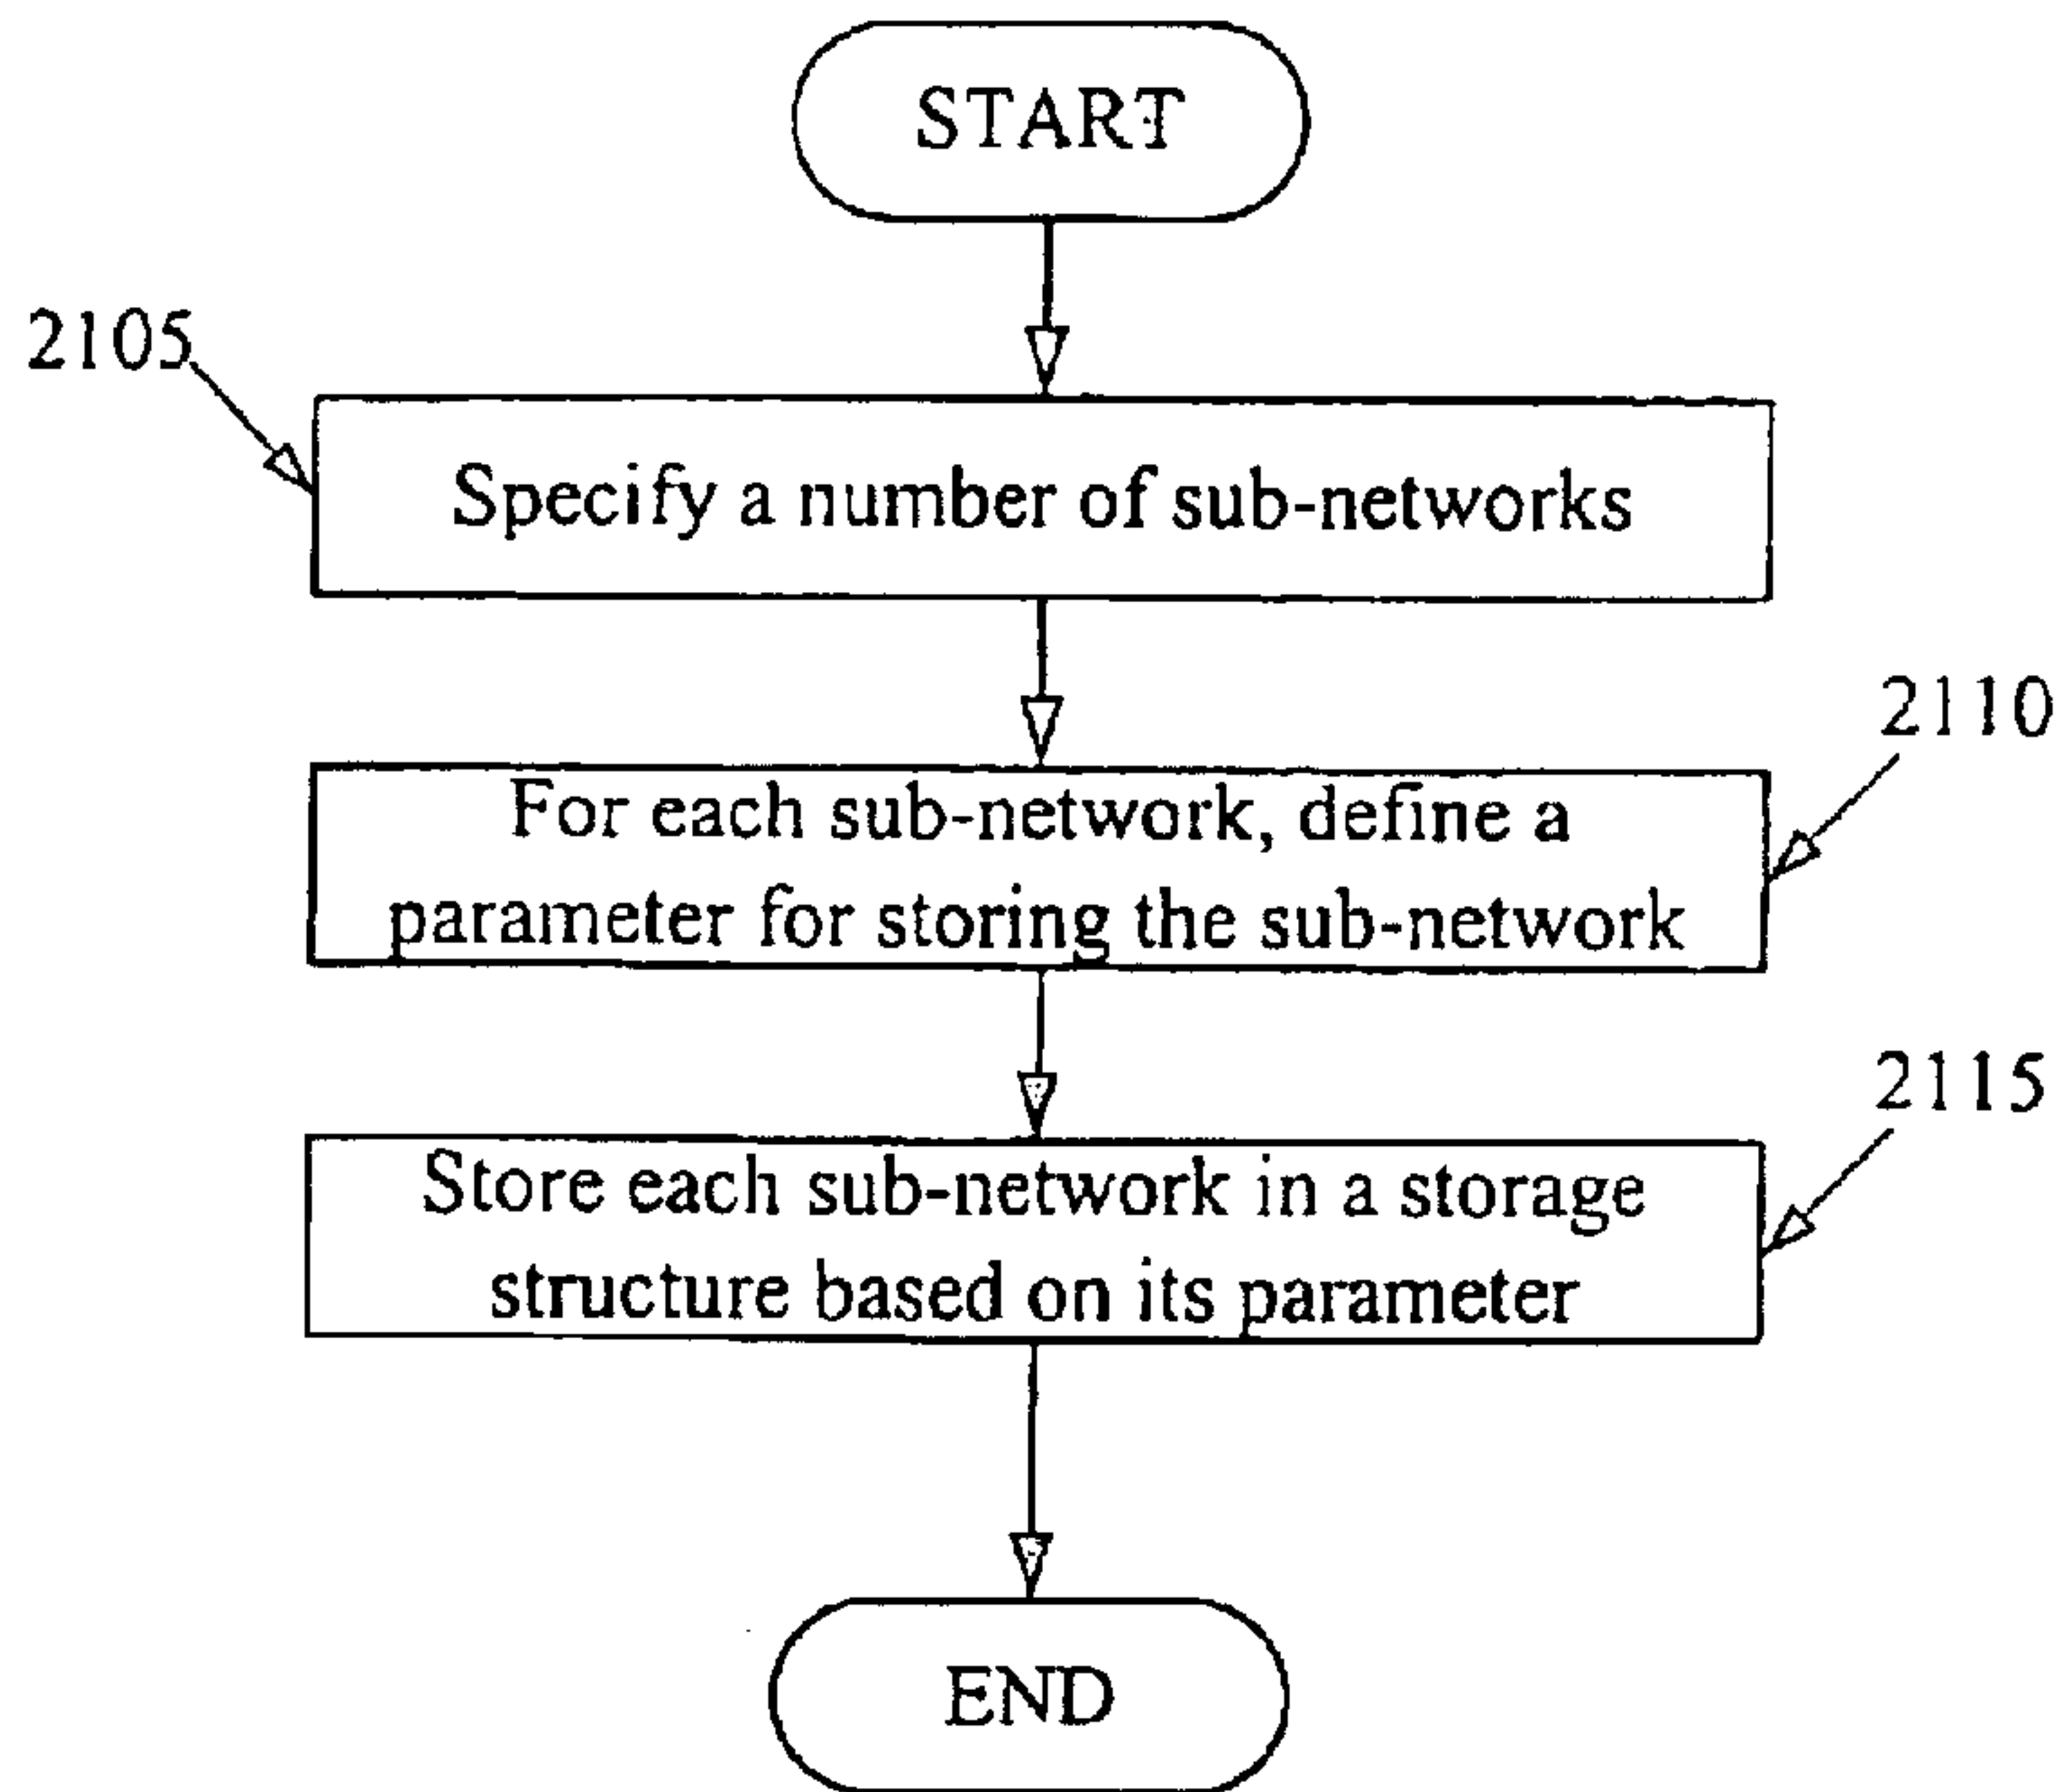 START
2105
Specify a number of sub-networks
2110
For each sub-network, define a
parameter for storing the sub-network
2115
Store each sub-network in a storage
structure based on its parameter
END